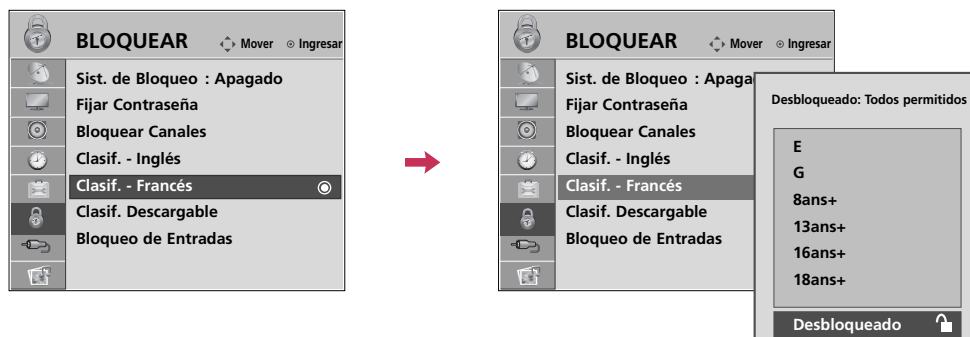 BLOQUEAR Mover Ingresar
Sist. de Bloqueo : Apagado
Fijar Contraseña
Bloquear Canales
Clasif. - Inglés
Clasif. - Francés
Clasif. Descargable
Bloqueo de Entradas
BLOQUEAR Mover Ingresar
Sist. de Bloqueo : Apaga
Fijar Contraseña
Bloquear Canales
Clasif. - Inglés
Clasif. - Francés
Clasif. Descargable
Bloqueo de Entradas
Desbloqueado: Todos permitidos
E
G
8ans+
13ans+
16ans+
18ans+
Desbloqueado